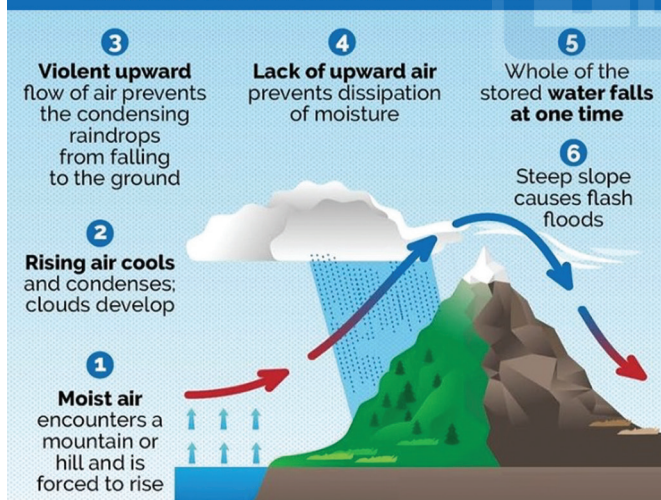 1
Moist air
encounters a
mountain or
hill and is
forced to rise
2
Rising air cools
and condenses;
clouds develop
3
Violent upward
flow of air prevents
the condensing
raindrops
from falling
to the ground
4
Lack of upward air
prevents dissipation
of moisture
5
Whole of the
stored water falls
at one time
6
Steep slope
causes flash
floods